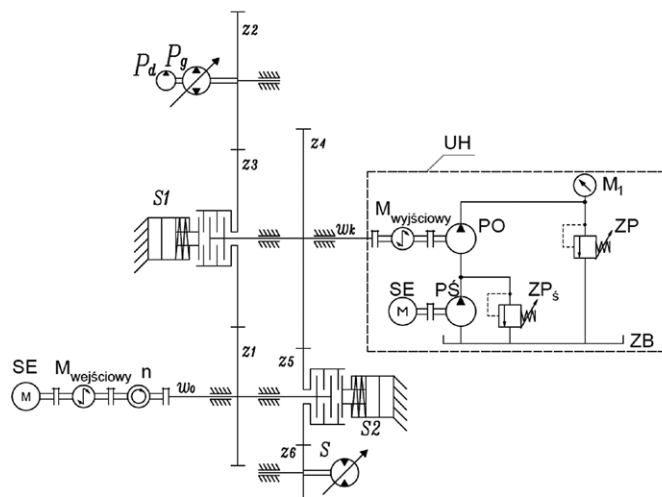 z2
Pd Pg
z3
z4
UH
S1
M1
Mwyjściowy
PO
ZP
wk
SE
PŚ
ZPś
M
ZB
z1
z5
SE
Mwejściowy
n
w0
M
S2
z6
S